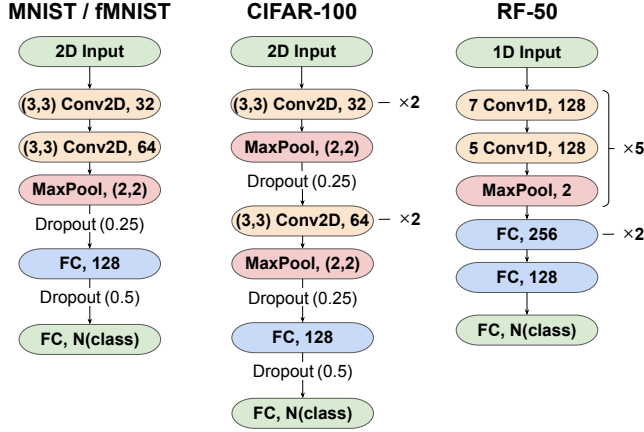 MNIST / fMNIST
2D Input
(3,3) Conv2D, 32
(3,3) Conv2D, 64
MaxPool, (2,2)
Dropout (0.25)
FC, 128
Dropout (0.5)
FC, N(class)
CIFAR-100
2D Input
(3,3) Conv2D, 32 ×2
MaxPool, (2,2)
Dropout (0.25)
(3,3) Conv2D, 64 ×2
MaxPool, (2,2)
Dropout (0.25)
FC, 128
Dropout (0.5)
FC, N(class)
RF-50
1D Input
7 Conv1D, 128
5 Conv1D, 128 ×5
MaxPool, 2
FC, 256 ×2
FC, 128
FC, N(class)